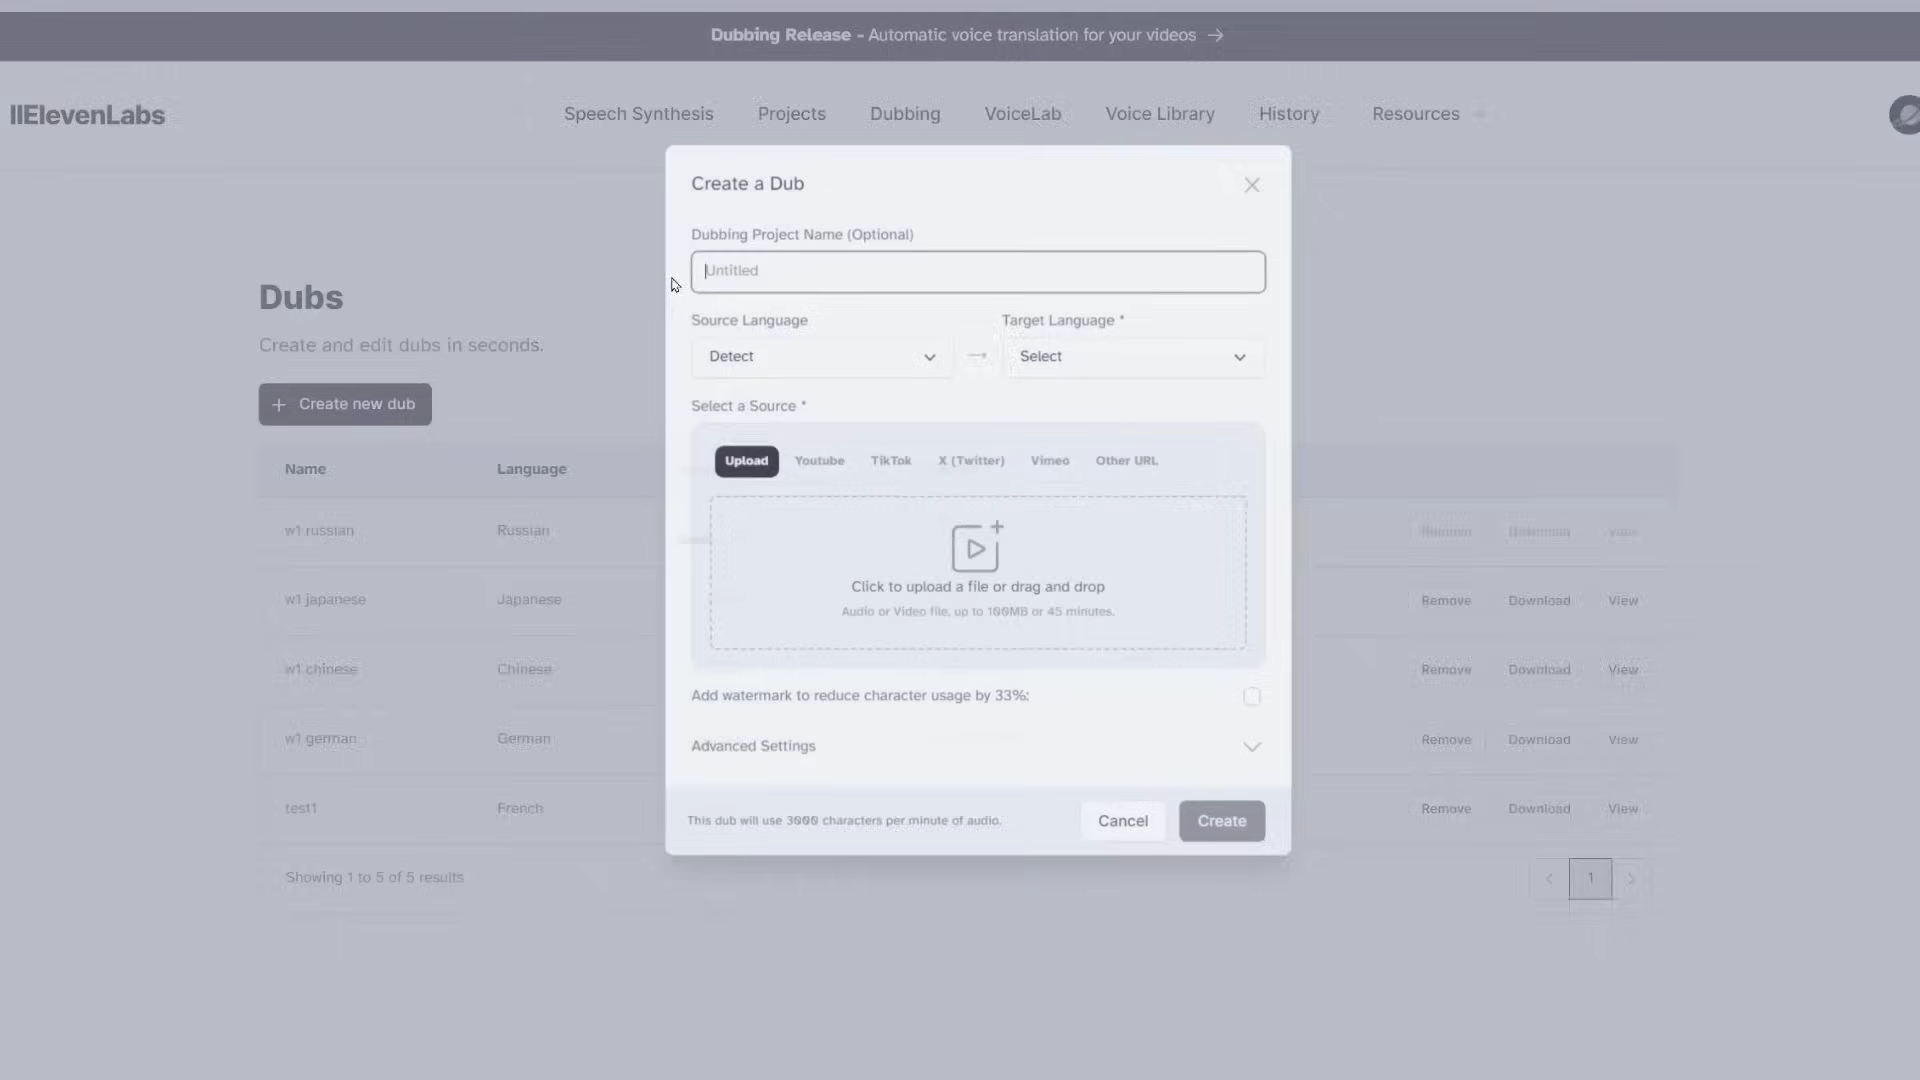 Dubbing Release - Automatic voice translation for your videos →
IIElevenLabs
Speech Synthesis Projects Dubbing VoiceLab Voice Library History Resources
Create a Dub
Dubbing Project Name (Optional)
Untitled
Source Language Target Language *
Detect → Select
Select a Source *
Upload Youtube TikTok X (Twitter) Vimeo Other URL
Click to upload a file or drag and drop
Audio or Video file, up to 100MB or 45 minutes.
Add watermark to reduce character usage by 33%:
Advanced Settings
This dub will use 3000 characters per minute of audio. Cancel Create
Dubs
Create and edit dubs in seconds.
+ Create new dub
Name Language
w1 russian Russian Remove Download View
w1 japanese Japanese Remove Download View
w1 chinese Chinese Remove Download View
w1 german German Remove Download View
test1 French Remove Download View
Showing 1 to 5 of 5 results
< 1 >